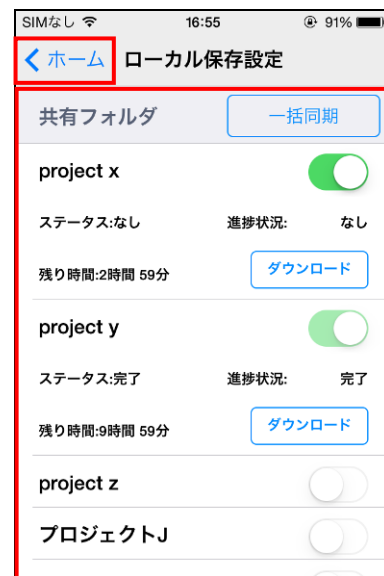 SIMなし 16:55 91%
ホーム ローカル保存設定
共有フォルダ 一括同期
project x
ステータス:なし 進捗状況: なし
残り時間:2時間 59分 ダウンロード
project y
ステータス:完了 進捗状況: 完了
残り時間:9時間 59分 ダウンロード
project z
プロジェクトJ